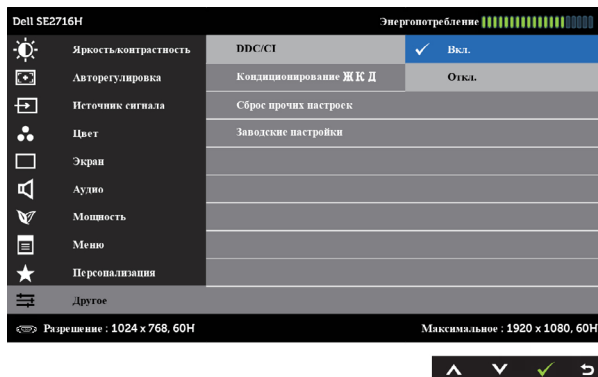 Dell SE2716H Энергопотребление
Яркость/контрастность DDC/CI Вкл.
Авторегулировка Кондиционирование ЖКД Откл.
Источник сигнала Сброс прочих настроек
Цвет Заводские настройки
Экран
Аудио
Мощность
Меню
Персонализация
Другое
Разрешение : 1024 x 768, 60H Максимальное : 1920 x 1080, 60H